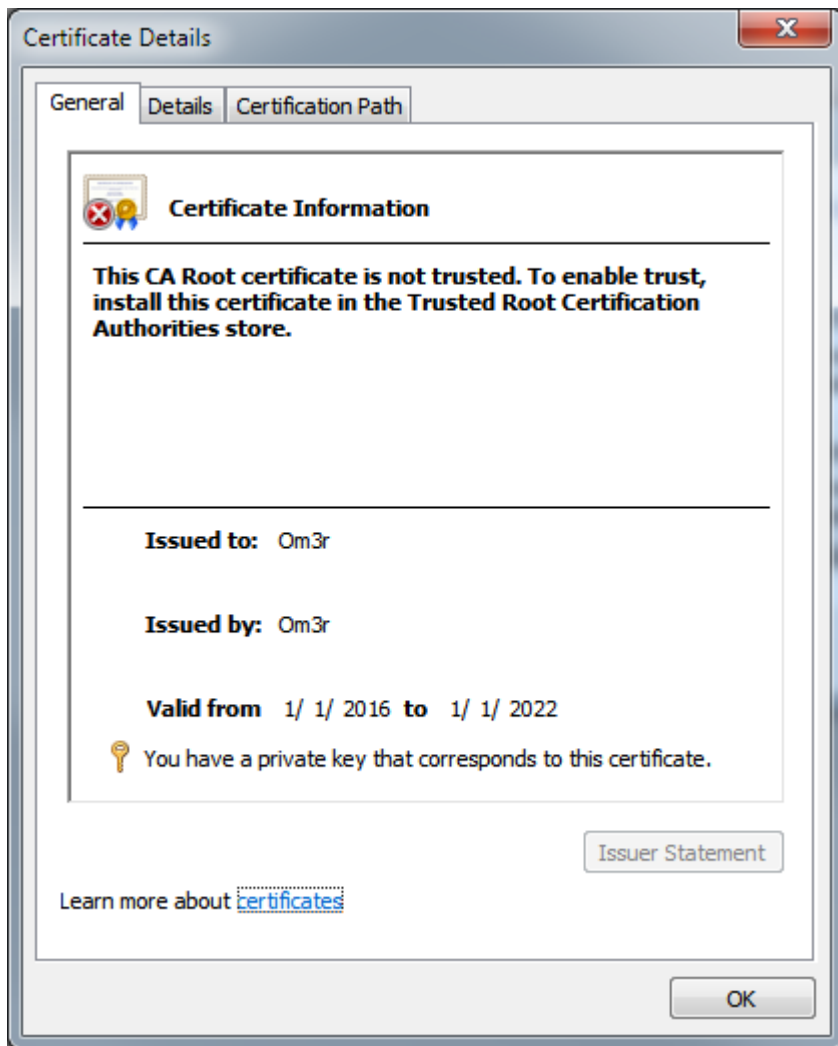 Certificate Details
General Details Certification Path
Certificate Information
This CA Root certificate is not trusted. To enable trust,
install this certificate in the Trusted Root Certification
Authorities store.
Issued to: Om3r
Issued by: Om3r
Valid from 1/ 1/ 2016 to 1/ 1/ 2022
You have a private key that corresponds to this certificate.
Issuer Statement
Learn more about certificates
OK